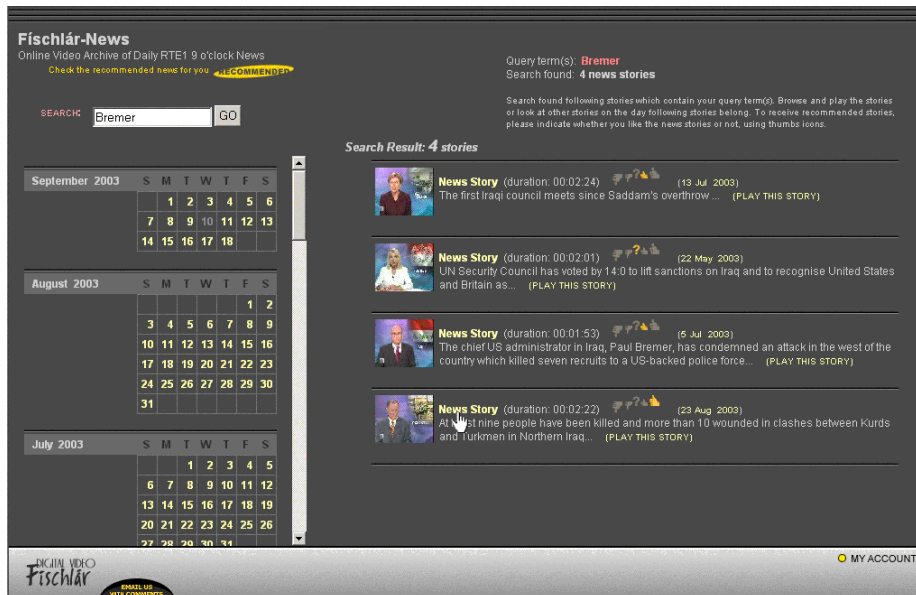 Físchlár-News
Online Video Archive of Daily RTE1 9 o'clock News
Check the recommended news for you RECOMMENDED
SEARCH: Bremer GO
Query term(s): Bremer
Search found: 4 news stories
Search found following stories which contain your query term(s). Browse and play the stories
or look at other stories on the day following stories belong. To receive recommended stories,
please indicate whether you like the news stories or not, using thumbs icons.
September 2003 S M T W T F S
1 2 3 4 5 6
7 8 9 10 11 12 13
14 15 16 17 18
August 2003 S M T W T F S
1 2
3 4 5 6 7 8 9
10 11 12 13 14 15 16
17 18 19 20 21 22 23
24 25 26 27 28 29 30
31
July 2003 S M T W T F S
1 2 3 4 5
6 7 8 9 10 11 12
13 14 15 16 17 18 19
20 21 22 23 24 25 26
27 28 29 30 31
Search Result: 4 stories
News Story (duration: 00:02:24) ? (13 Jul 2003)
The first Iraqi council meets since Saddam's overthrow ... (PLAY THIS STORY)
News Story (duration: 00:02:01) ? (22 May 2003)
UN Security Council has voted by 14:0 to lift sanctions on Iraq and to recognise United States
and Britain as... (PLAY THIS STORY)
News Story (duration: 00:01:53) ? (5 Jul 2003)
The chief US administrator in Iraq, Paul Bremer, has condemned an attack in the west of the
country which killed seven recruits to a US-backed police force... (PLAY THIS STORY)
News Story (duration: 00:02:22) ? (23 Aug 2003)
At least nine people have been killed and more than 10 wounded in clashes between Kurds
and Turkmen in Northern Iraq... (PLAY THIS STORY)
DIGITAL VIDEO
Físchlár
EMAIL US
WITH COMMENTS
MY ACCOUNT